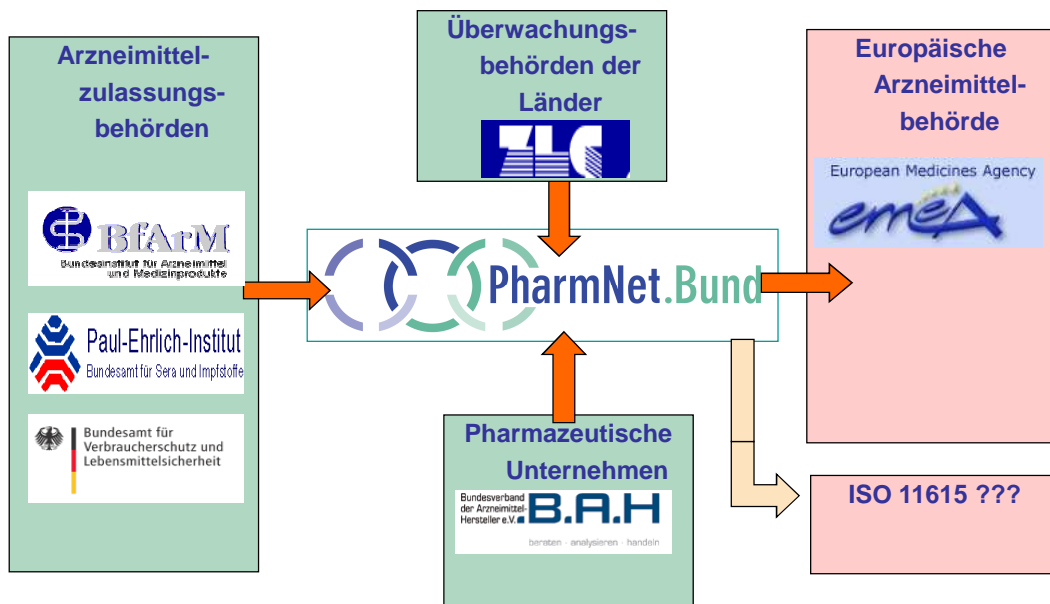 Arzneimittel-
zulassungs-
behörden
BfArM
Bundesinstitut für Arzneimittel
und Medizinprodukte
Paul-Ehrlich-Institut
Bundesamt für Sera und Impfstoffe
Bundesamt für
Verbraucherschutz und
Lebensmittelsicherheit
Überwachungs-
behörden der
Länder
ZLG
PharmNet.Bund
Pharmazeutische
Unternehmen
Bundesverband
der Arzneimittel-
Hersteller e.V.
.B.A.H
beraten - analysieren - handeln
Europäische
Arzneimittel-
behörde
European Medicines Agency
emeA
ISO 11615 ???